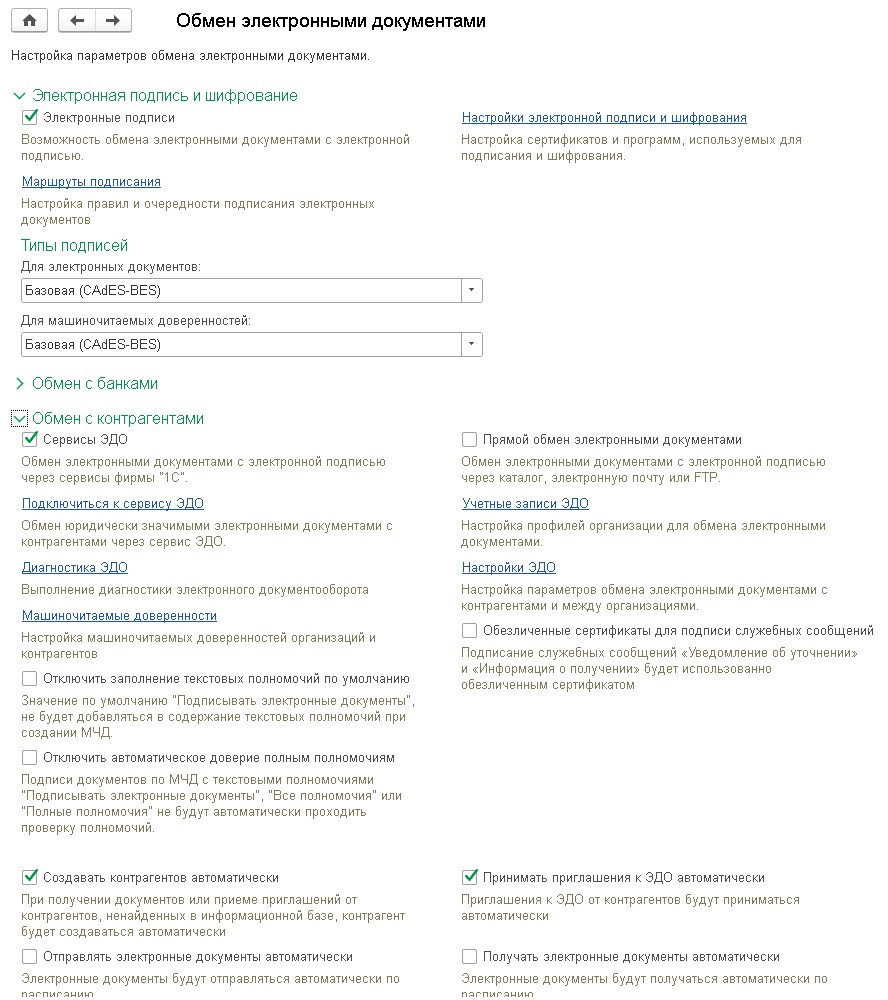 Обмен электронными документами
Настройка параметров обмена электронными документами.
Электронная подпись и шифрование
Электронные подписи
Возможность обмена электронными документами с электронной
подписью.
Настройки электронной подписи и шифрования
Настройка сертификатов и программ, используемых для
подписания и шифрования.
Маршруты подписания
Настройка правил и очередности подписания электронных
документов
Типы подписей
Для электронных документов:
Базовая (CAdES-BES)
Для машиночитаемых доверенностей:
Базовая (CAdES-BES)
Обмен с банками
Обмен с контрагентами
Сервисы ЭДО
Обмен электронными документами с электронной подписью
через сервисы фирмы "1С".
Прямой обмен электронными документами
Обмен электронными документами с электронной подписью
через каталог, электронную почту или FTP.
Подключиться к сервису ЭДО
Обмен юридически значимыми электронными документами с
контрагентами через сервис ЭДО.
Учетные записи ЭДО
Настройка профилей организации для обмена электронными
документами.
Диагностика ЭДО
Выполнение диагностики электронного документооборота
Настройки ЭДО
Настройка параметров обмена электронными документами с
контрагентами и между организациями.
Машиночитаемые доверенности
Настройка машиночитаемых доверенностей организаций и
контрагентов
Обезличенные сертификаты для подписи служебных сообщений
Подписание служебных сообщений «Уведомление об уточнении»
и «Информация о получении» будет использованно
обезличенным сертификатом
Отключить заполнение текстовых полномочий по умолчанию
Значение по умолчанию "Подписывать электронные документы",
не будет добавляться в содержание текстовых полномочий при
создании МЧД.
Отключить автоматическое доверие полным полномочиям
Подписи документов по МЧД с текстовыми полномочиями
"Подписывать электронные документы", "Все полномочия" или
"Полные полномочия" не будут автоматически проходить
проверку полномочий.
Создавать контрагентов автоматически
При получении документов или приеме приглашений от
контрагентов, ненайденных в информационной базе, контрагент
будет создаваться автоматически
Принимать приглашения к ЭДО автоматически
Приглашения к ЭДО от контрагентов будут приниматься
автоматически
Отправлять электронные документы автоматически
Электронные документы будут отправляться автоматически по
расписанию
Получать электронные документы автоматически
Электронные документы будут получаться автоматически по
расписанию